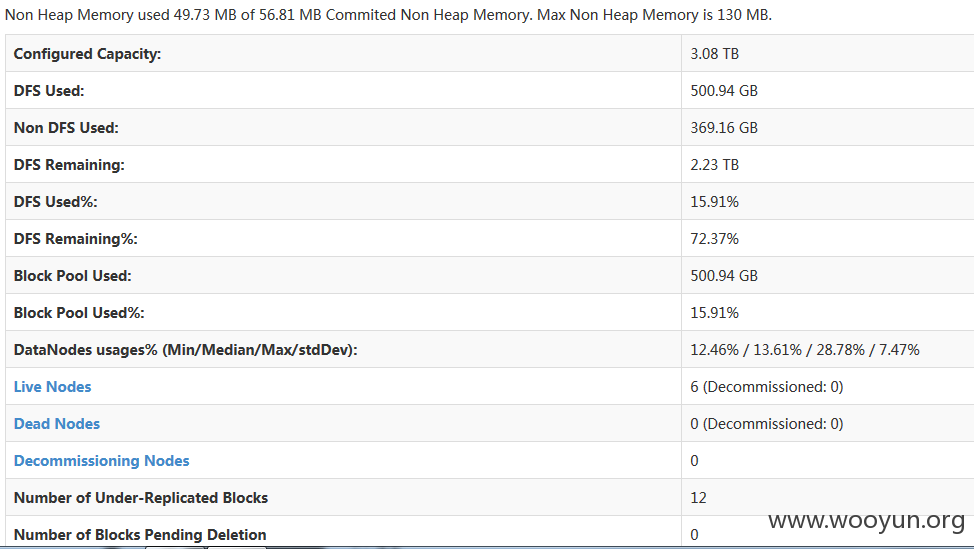 Non Heap Memory used 49.73 MB of 56.81 MB Commited Non Heap Memory. Max Non Heap Memory is 130 MB.
Configured Capacity: 3.08 TB
DFS Used: 500.94 GB
Non DFS Used: 369.16 GB
DFS Remaining: 2.23 TB
DFS Used%: 15.91%
DFS Remaining%: 72.37%
Block Pool Used: 500.94 GB
Block Pool Used%: 15.91%
DataNodes usages% (Min/Median/Max/stdDev): 12.46% / 13.61% / 28.78% / 7.47%
Live Nodes 6 (Decommissioned: 0)
Dead Nodes 0 (Decommissioned: 0)
Decommissioning Nodes 0
Number of Under-Replicated Blocks 12
Number of Blocks Pending Deletion 0
www.wooyun.org